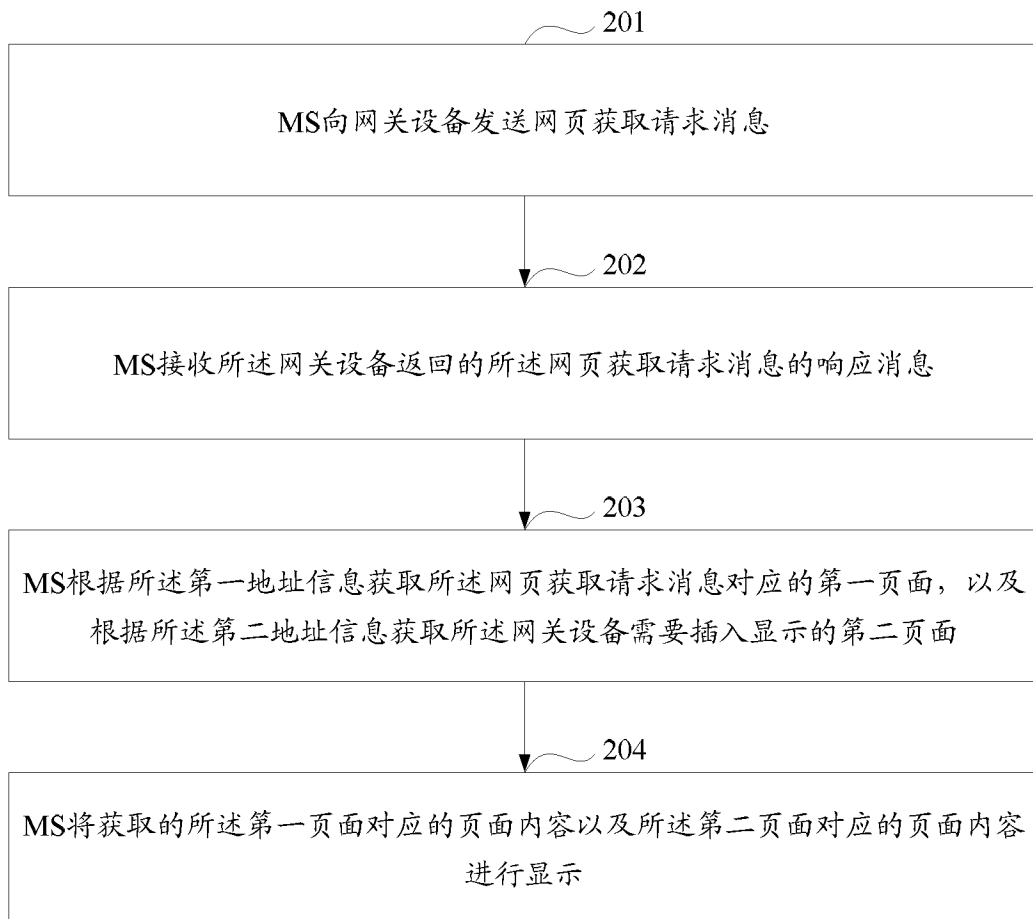 201
MS向网关设备发送网页获取请求消息
202
MS接收所述网关设备返回的所述网页获取请求消息的响应消息
203
MS根据所述第一地址信息获取所述网页获取请求消息对应的第一页面，以及
根据所述第二地址信息获取所述网关设备需要插入显示的第二页面
204
MS将获取的所述第一页面对应的页面内容以及所述第二页面对应的页面内容
进行显示